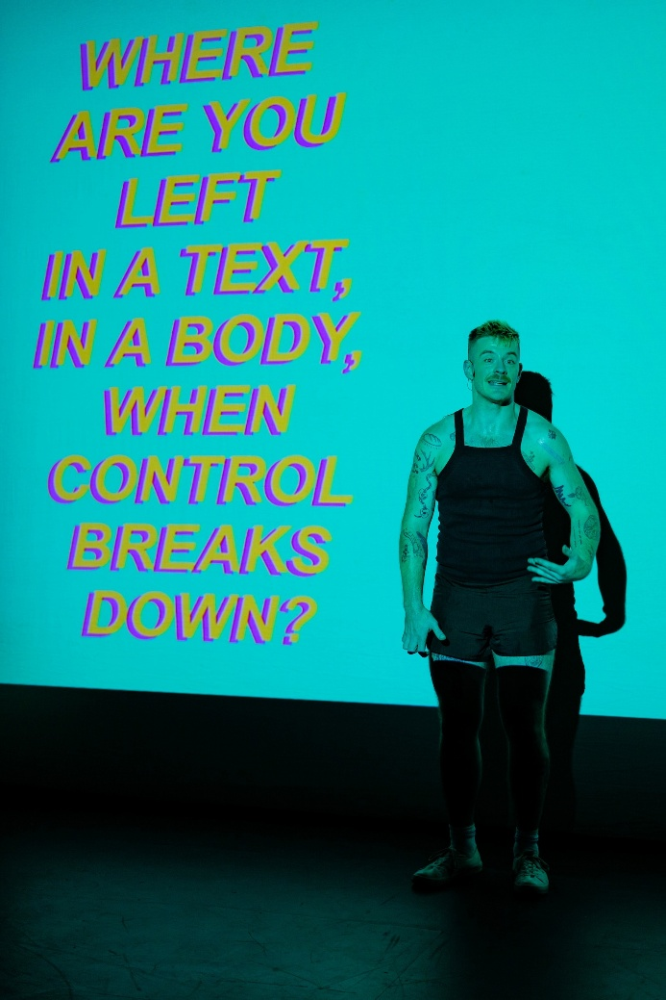 WHERE
ARE YOU
LEFT
IN A TEXT,
IN A BODY,
WHEN
CONTROL
BREAKS
DOWN?